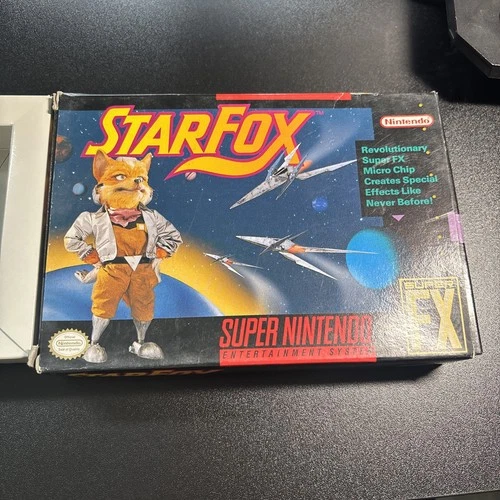 STARFOX
Nintendo
Revolutionary
Super FX
Micro Chip
Creates Special
Effects Like
Never Before!
SUPER
FX
SUPER NINTENDO
ENTERTAINMENT SYSTEM
Nintendo